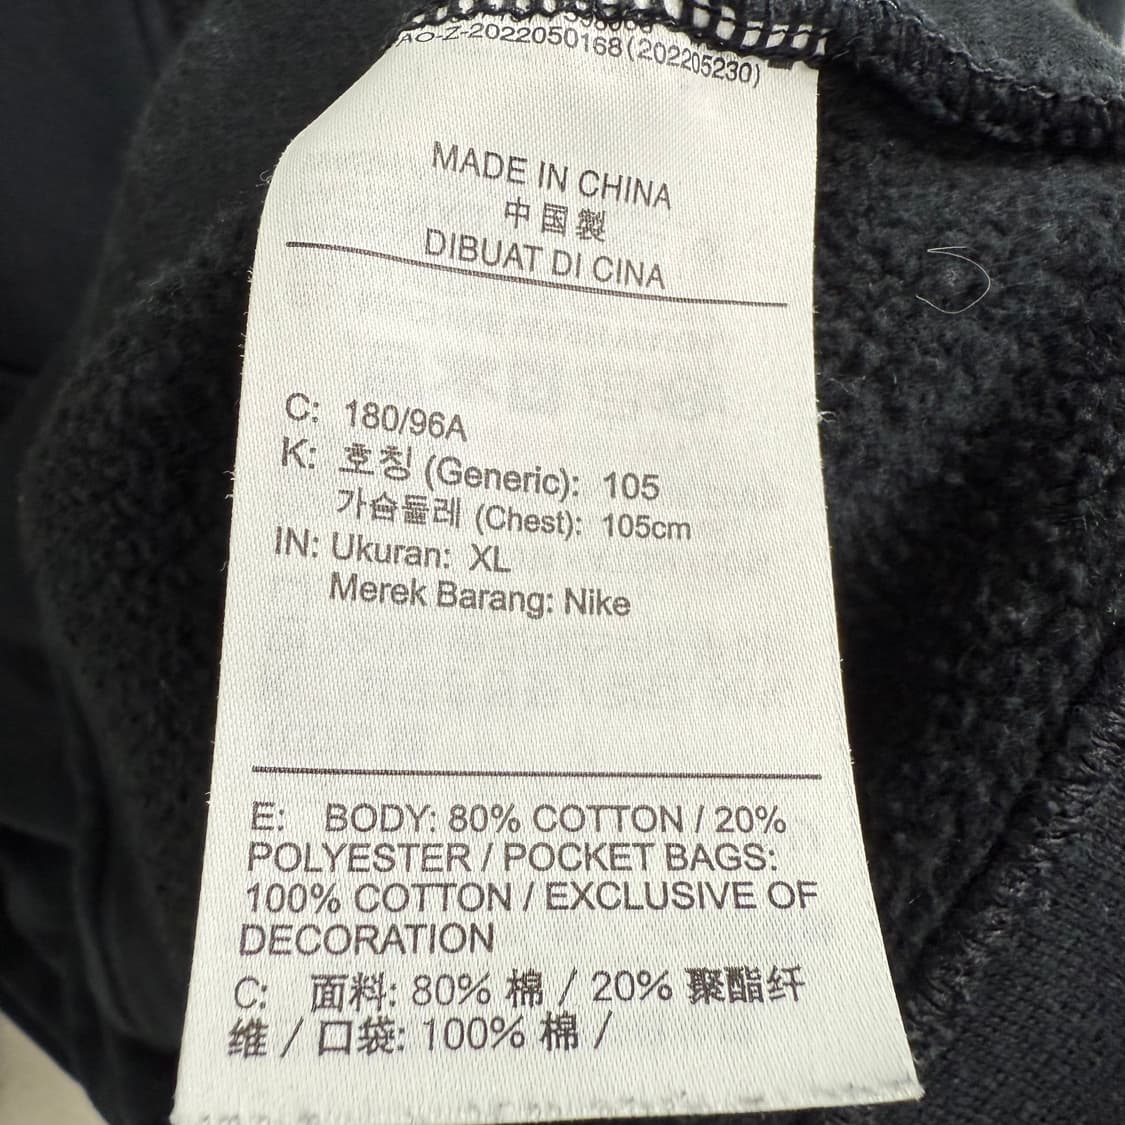 AO-Z-2022050168(202205230)
MADE IN CHINA
中国製
DIBUAT DI CINA
C: 180/96A
K: 호칭 (Generic): 105
가슴둘레 (Chest): 105cm
IN: Ukuran: XL
Merek Barang: Nike
E: BODY: 80% COTTON / 20%
POLYESTER / POCKET BAGS:
100% COTTON / EXCLUSIVE OF
DECORATION
C: 面料: 80% 棉 / 20% 聚酯纤
维 / 口袋: 100% 棉 /